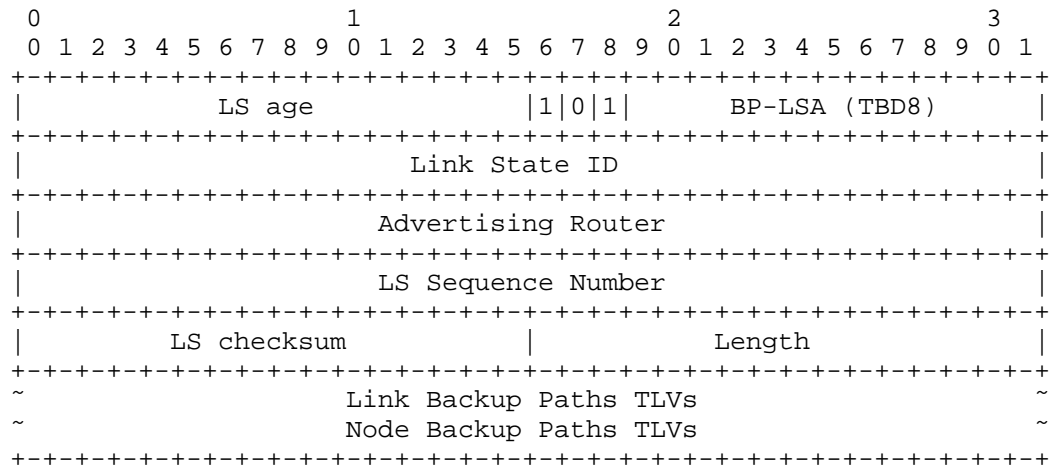 0                   1                   2                   3
 0 1 2 3 4 5 6 7 8 9 0 1 2 3 4 5 6 7 8 9 0 1 2 3 4 5 6 7 8 9 0 1
+-+-+-+-+-+-+-+-+-+-+-+-+-+-+-+-+-+-+-+-+-+-+-+-+-+-+-+-+-+-+-+-+
|            LS age             |1|0|1|      BP-LSA (TBD8)      |
+-+-+-+-+-+-+-+-+-+-+-+-+-+-+-+-+-+-+-+-+-+-+-+-+-+-+-+-+-+-+-+-+
|                        Link State ID                          |
+-+-+-+-+-+-+-+-+-+-+-+-+-+-+-+-+-+-+-+-+-+-+-+-+-+-+-+-+-+-+-+-+
|                      Advertising Router                       |
+-+-+-+-+-+-+-+-+-+-+-+-+-+-+-+-+-+-+-+-+-+-+-+-+-+-+-+-+-+-+-+-+
|                      LS Sequence Number                       |
+-+-+-+-+-+-+-+-+-+-+-+-+-+-+-+-+-+-+-+-+-+-+-+-+-+-+-+-+-+-+-+-+
|         LS checksum           |           Length              |
+-+-+-+-+-+-+-+-+-+-+-+-+-+-+-+-+-+-+-+-+-+-+-+-+-+-+-+-+-+-+-+-+
~                    Link Backup Paths TLVs                     ~
~                    Node Backup Paths TLVs                     ~
+-+-+-+-+-+-+-+-+-+-+-+-+-+-+-+-+-+-+-+-+-+-+-+-+-+-+-+-+-+-+-+-+